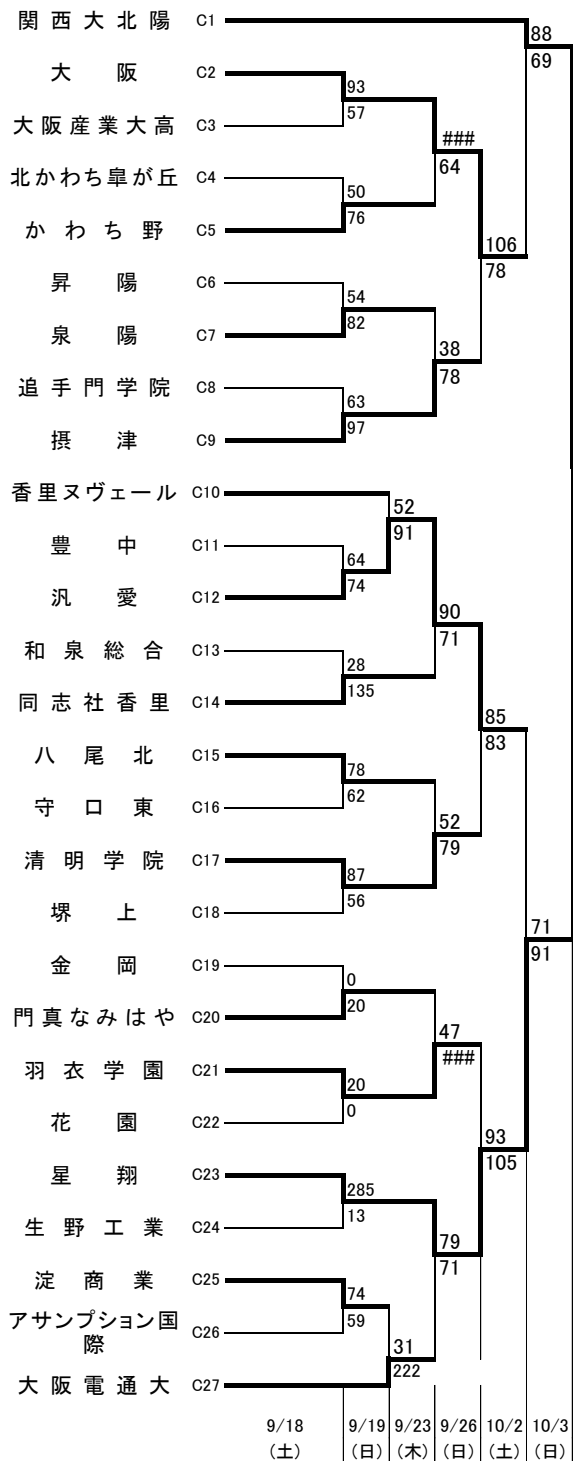 関西大北陽 C1
88
69
大阪 C2
93
57
大阪産業大高 C3
###
64
北かわち皐が丘 C4
50
76
かわち野 C5
106
78
昇陽 C6
54
82
泉陽 C7
38
78
追手門学院 C8
63
97
摂津 C9
香里ヌヴェール C10
52
91
豊中 C11
64
74
汎愛 C12
90
71
和泉総合 C13
28
135
同志社香里 C14
85
83
八尾北 C15
78
62
守口東 C16
52
79
清明学院 C17
87
56
堺上 C18
71
91
金岡 C19
0
20
門真なみはや C20
47
###
羽衣学園 C21
20
0
花園 C22
93
105
星翔 C23
285
13
生野工業 C24
79
71
淀商業 C25
74
59
アサンプション国
際 C26
31
222
大阪電通大 C27
9/18 9/19 9/23 9/26 10/2 10/3
（土） （日） （木） （日） （土） （日）